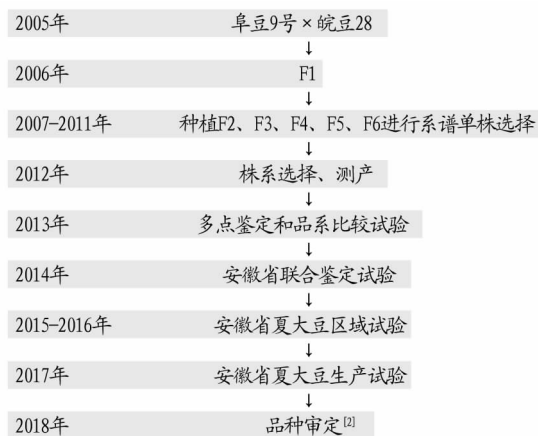 2005年 阜豆9号×皖豆28
↓
2006年 F1
↓
2007–2011年 种植F2、F3、F4、F5、F6进行系谱单株选择
↓
2012年 株系选择、测产
↓
2013年 多点鉴定和品系比较试验
↓
2014年 安徽省联合鉴定试验
↓
2015–2016年 安徽省夏大豆区域试验
↓
2017年 安徽省夏大豆生产试验
↓
2018年 品种审定[2]